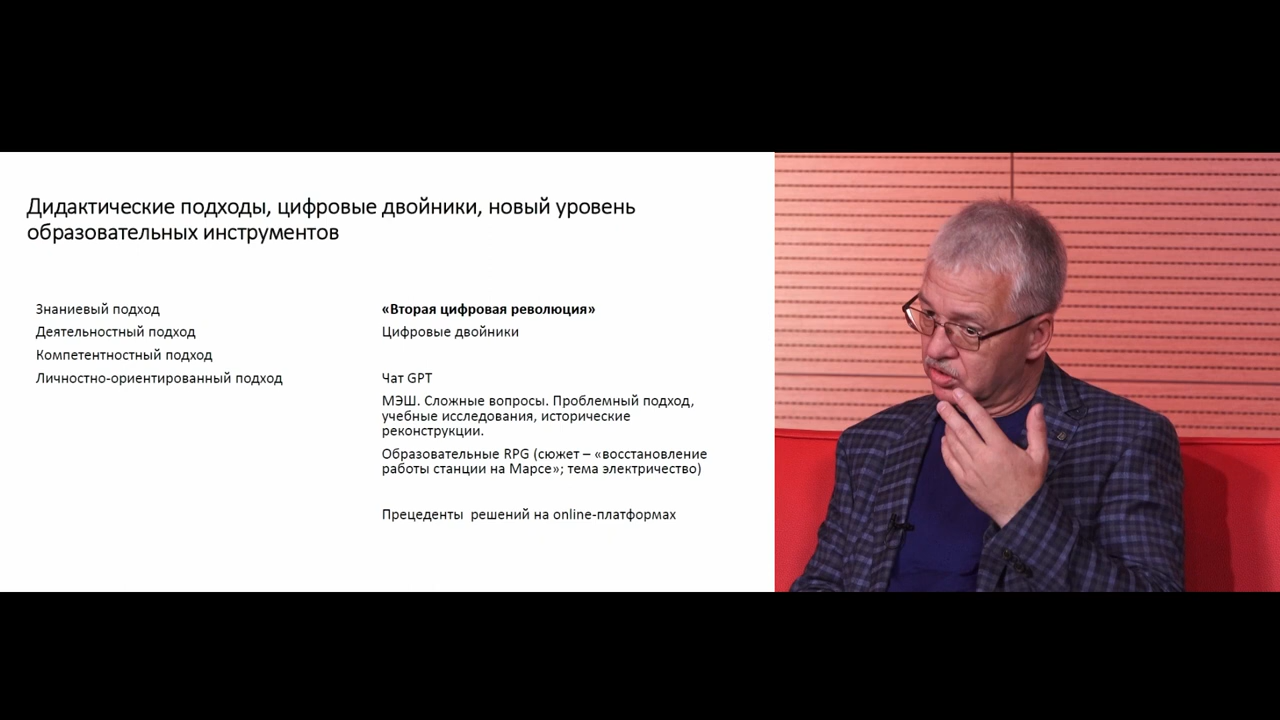 Дидактические подходы, цифровые двойники, новый уровень
образовательных инструментов
Знаниевый подход
Деятельностный подход
Компетентностный подход
Личностно-ориентированный подход
«Вторая цифровая революция»
Цифровые двойники
Чат GPT
МЭШ. Сложные вопросы. Проблемный подход,
учебные исследования, исторические
реконструкции.
Образовательные RPG (сюжет – «восстановление
работы станции на Марсе»; тема электричество)
Прецеденты  решений на online-платформах